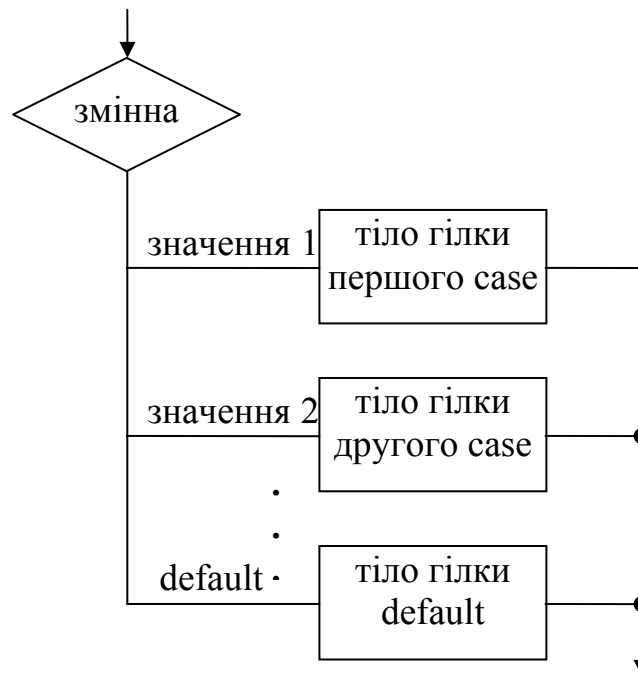 змінна
значення 1
тіло гілки
першого case
значення 2
тіло гілки
другого case
default
тіло гілки
default